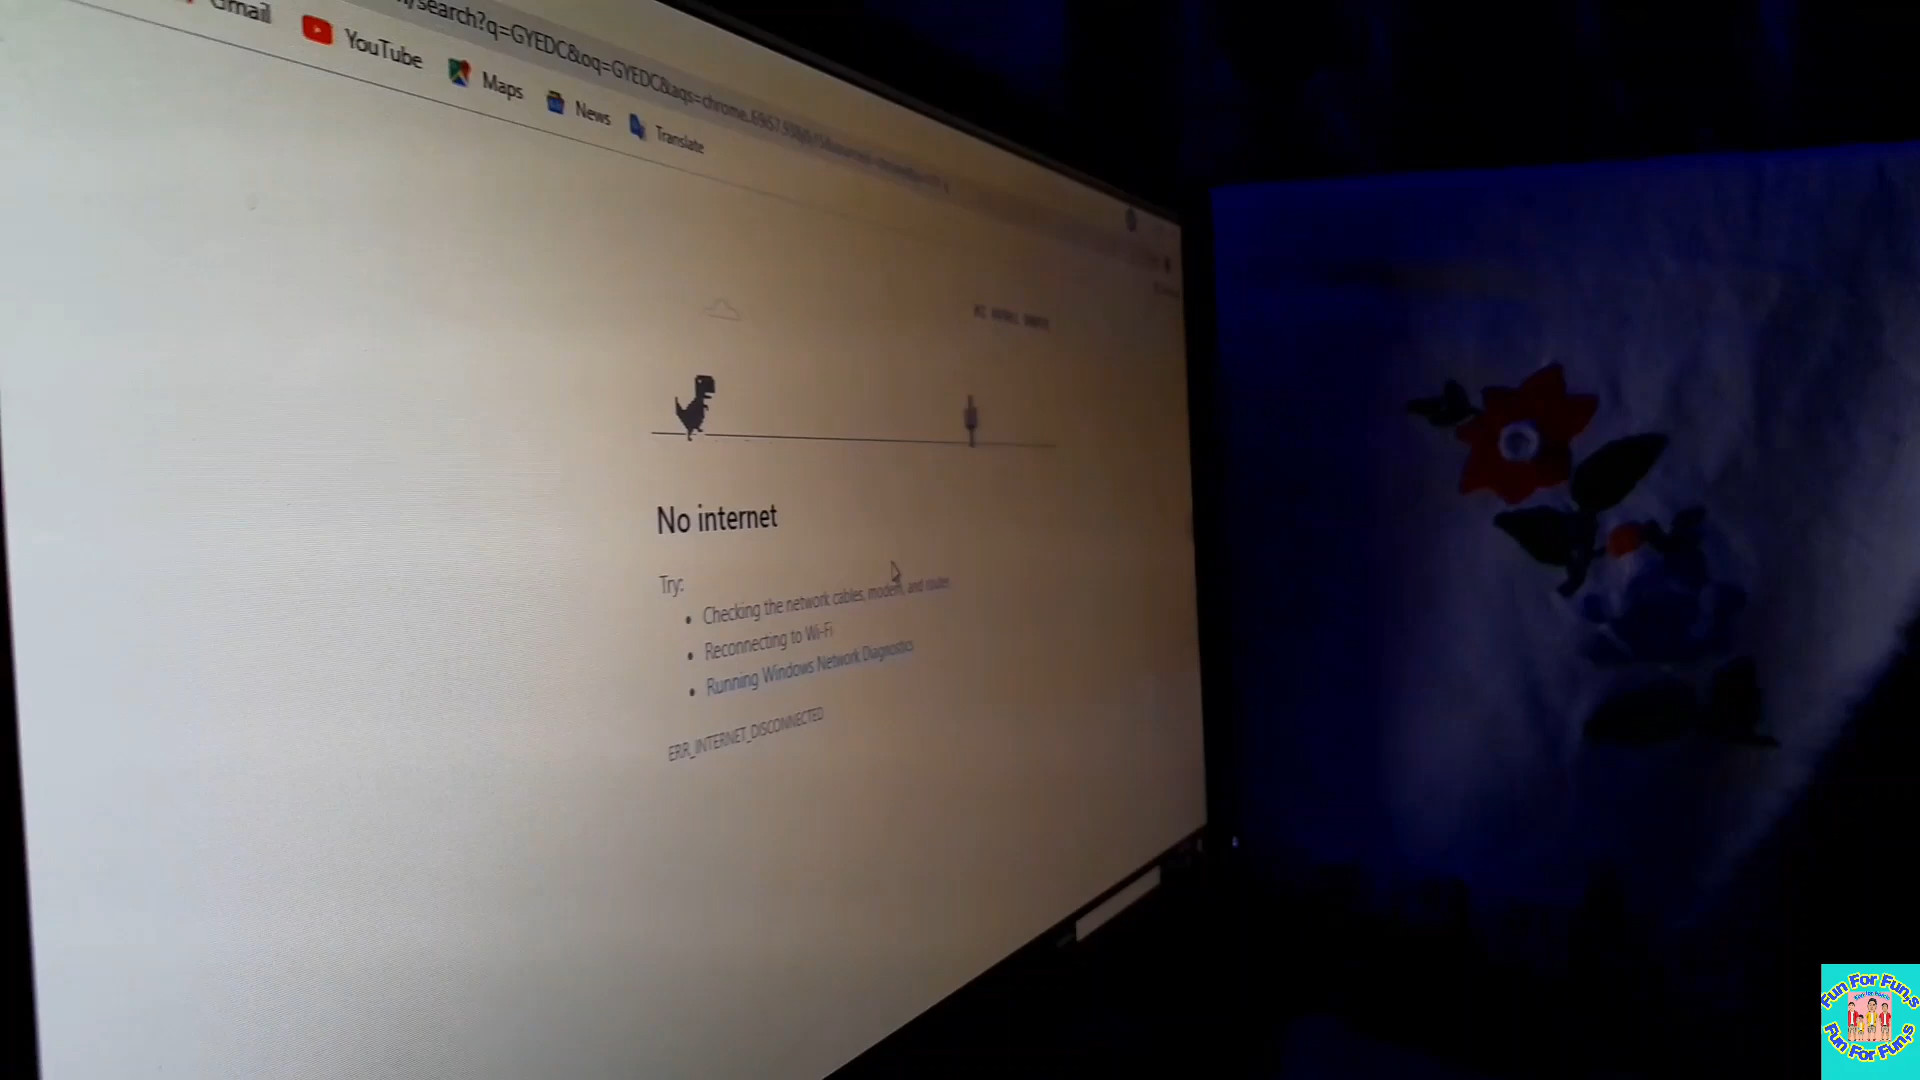 /search?q=GYEDC&oq=GYEDC&aqs=chrome..69i57
Gmail
YouTube
Maps
News
Translate
No internet
Try:
• Checking the network cables, modem, and router
• Reconnecting to Wi-Fi
• Running Windows Network Diagnostics
ERR_INTERNET_DISCONNECTED
Fun For Fun,s
Fun For Fun,s